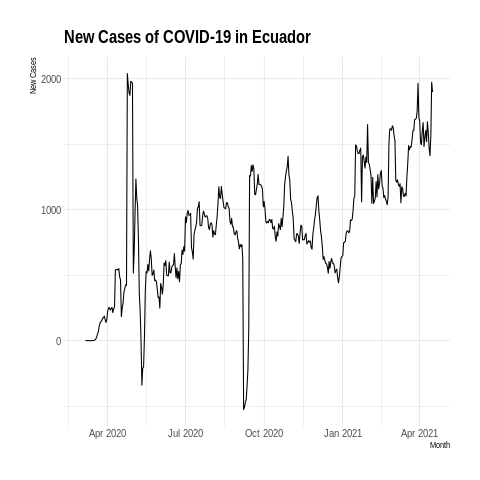 New Cases of COVID-19 in Ecuador
New Cases
2000
1000
0
Apr 2020 Jul 2020 Oct 2020 Jan 2021 Apr 2021
Month